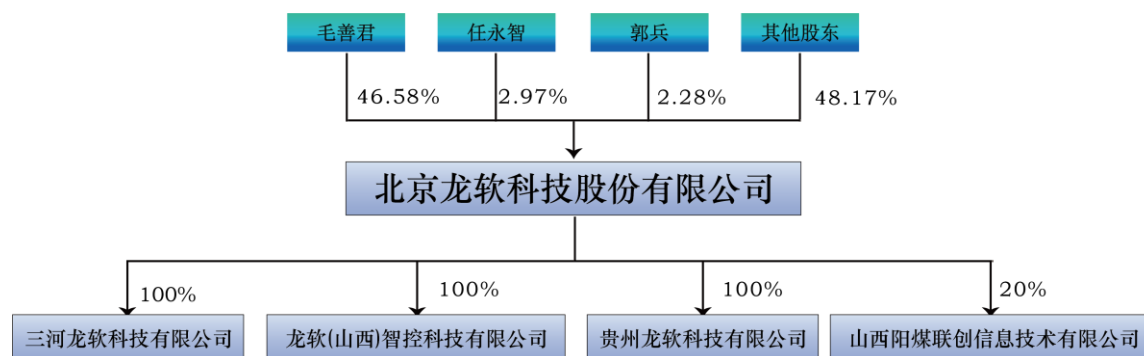 毛善君
任永智
郭兵
其他股东
46.58%
2.97%
2.28%
48.17%
北京龙软科技股份有限公司
100%
100%
100%
20%
三河龙软科技有限公司
龙软(山西)智控科技有限公司
贵州龙软科技有限公司
山西阳煤联创信息技术有限公司